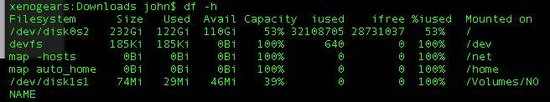 xenogears:Downloads john$ df -h
Filesystem Size Used Avail Capacity iused ifree %iused Mounted on
/dev/disk0s2 232Gi 122Gi 110Gi 53% 32108705 28731037 53% /
devfs 185Ki 185Ki 0Bi 100% 640 0 100% /dev
map -hosts 0Bi 0Bi 0Bi 100% 0 0 100% /net
map auto_home 0Bi 0Bi 0Bi 100% 0 0 100% /home
/dev/disk1s1 74Mi 29Mi 46Mi 39% 0 0 100% /Volumes/NO
NAME